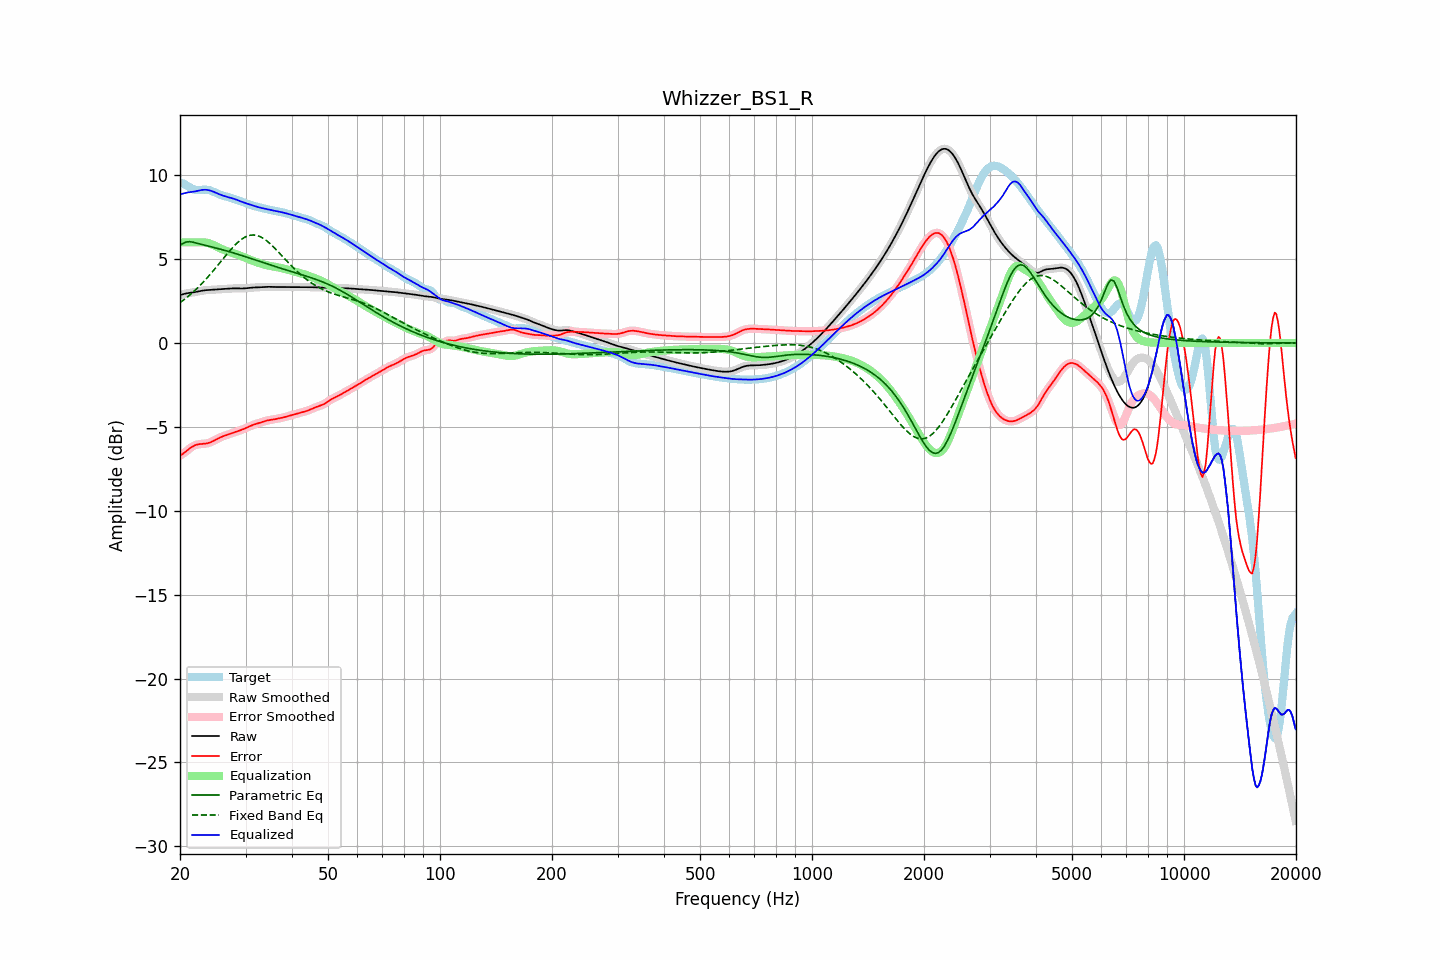 Whizzer_BS1_R
Amplitude (dBr)
10
5
0
−5
−10
−15
−20
−25
−30
Target
Raw Smoothed
Error Smoothed
Raw
Error
Equalization
Parametric Eq
Fixed Band Eq
Equalized
20 50 100 200 500 1000 2000 5000 10000 20000
Frequency (Hz)